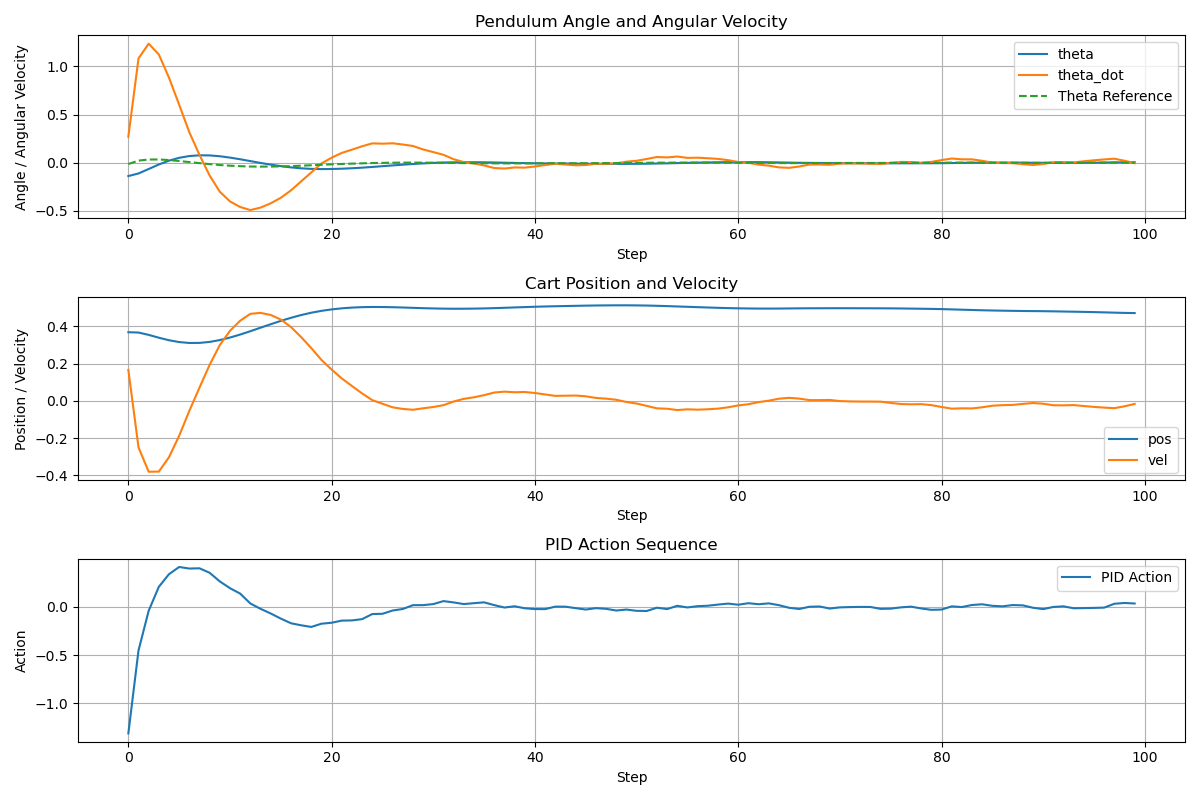 Pendulum Angle and Angular Velocity
Angle / Angular Velocity
1.0
0.5
0.0
−0.5
theta
theta_dot
Theta Reference
0 20 40 60 80 100
Step
Cart Position and Velocity
Position / Velocity
0.4
0.2
0.0
−0.2
−0.4
pos
vel
0 20 40 60 80 100
Step
PID Action Sequence
Action
0.0
−0.5
−1.0
PID Action
0 20 40 60 80 100
Step